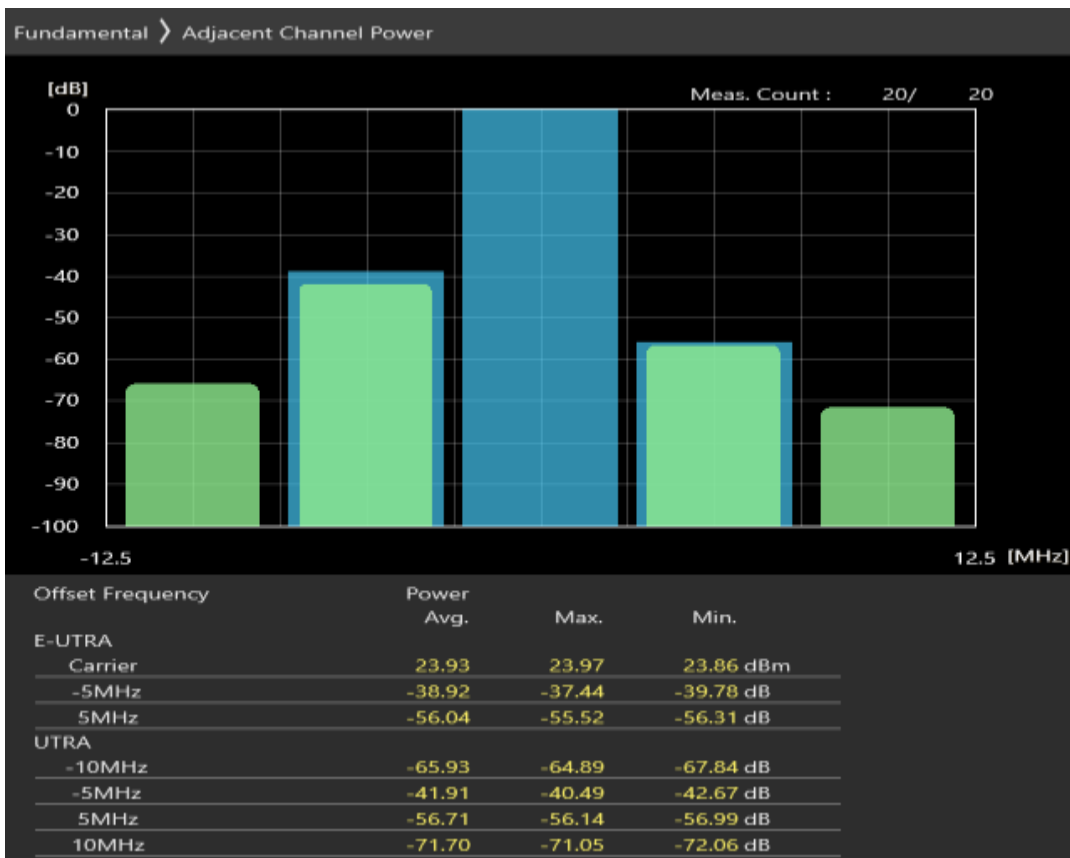 Fundamental 〉 Adjacent Channel Power
[dB]
Meas. Count : 20/ 20
0
-10
-20
-30
-40
-50
-60
-70
-80
-90
-100
-12.5 12.5 [MHz]
Offset Frequency Power
Avg. Max. Min.
E-UTRA
Carrier 23.93 23.97 23.86 dBm
-5MHz -38.92 -37.44 -39.78 dB
5MHz -56.04 -55.52 -56.31 dB
UTRA
-10MHz -65.93 -64.89 -67.84 dB
-5MHz -41.91 -40.49 -42.67 dB
5MHz -56.71 -56.14 -56.99 dB
10MHz -71.70 -71.05 -72.06 dB